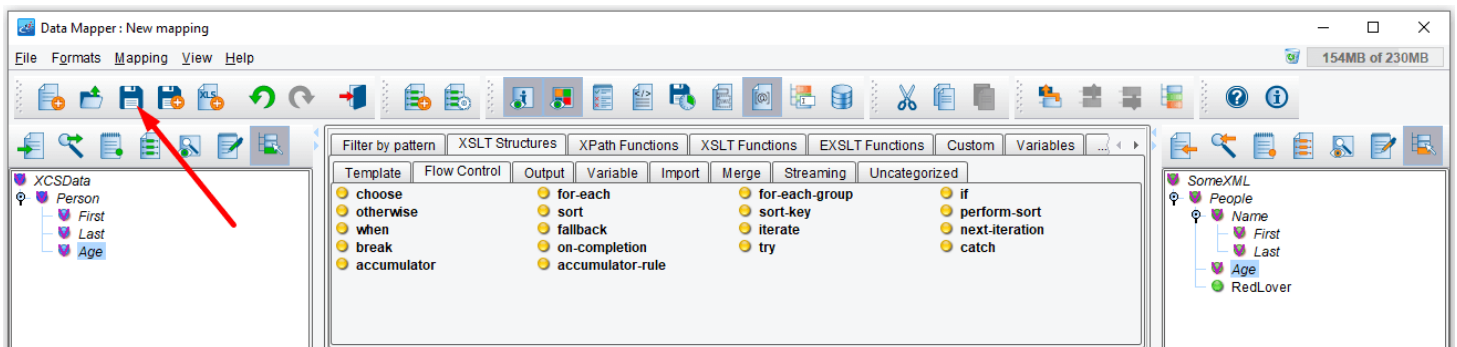 Data Mapper : New mapping
File Formats Mapping View Help 154MB of 230MB
XLS
Filter by pattern XSLT Structures XPath Functions XSLT Functions EXSLT Functions Custom Variables ...
Template Flow Control Output Variable Import Merge Streaming Uncategorized
XCSData
Person
First
Last
Age
choose for-each for-each-group if
otherwise sort sort-key perform-sort
when fallback iterate next-iteration
break on-completion try catch
accumulator accumulator-rule
SomeXML
People
Name
First
Last
Age
RedLover